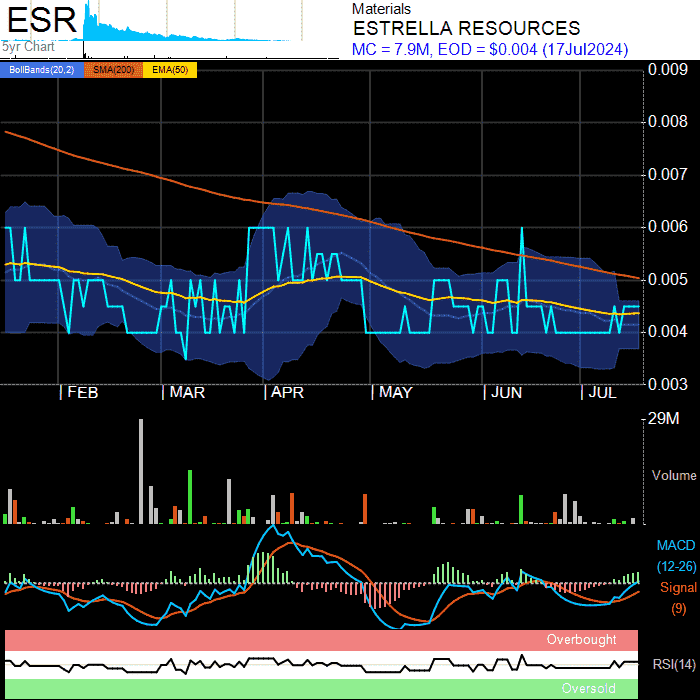 ESR
5yr Chart
Materials
ESTRELLA RESOURCES
MC = 7.9M, EOD = $0.004 (17Jul2024)
BollBands(20,2) SMA(200) EMA(50)
0.009
0.008
0.007
0.006
0.005
0.004
0.003
FEB MAR APR MAY JUN JUL
29M
Volume
MACD
(12-26)
Signal
(9)
Overbought
RSI(14)
Oversold